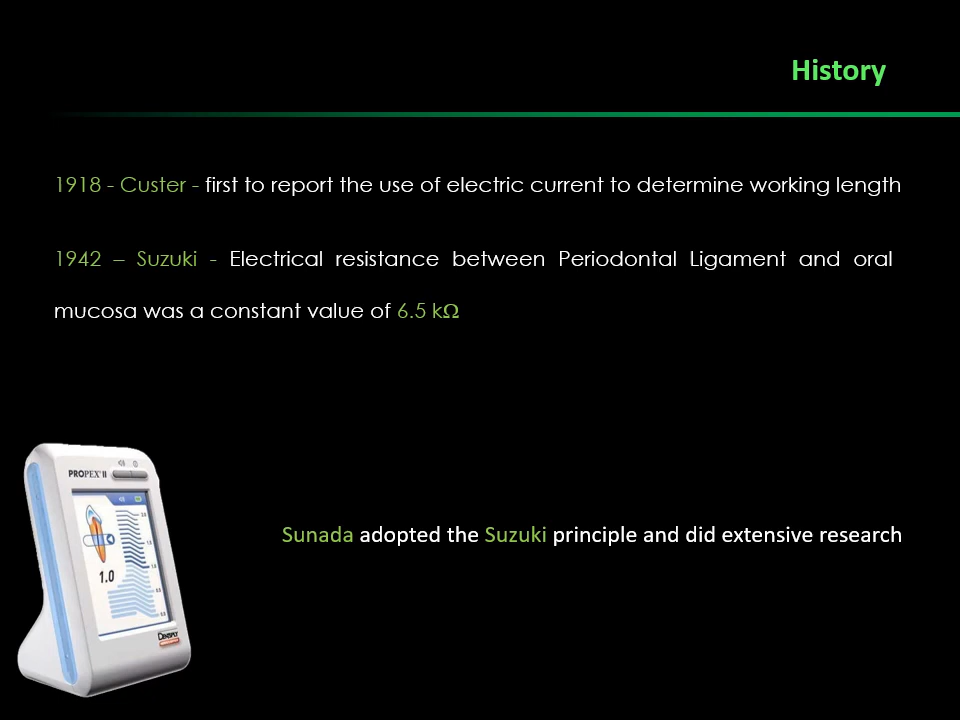 History
1918 - Custer - first to report the use of electric current to determine working length
1942 – Suzuki - Electrical resistance between Periodontal Ligament and oral
mucosa was a constant value of 6.5 kΩ
PROPEX II
1.0
DENTSPLY
Sunada adopted the Suzuki principle and did extensive research